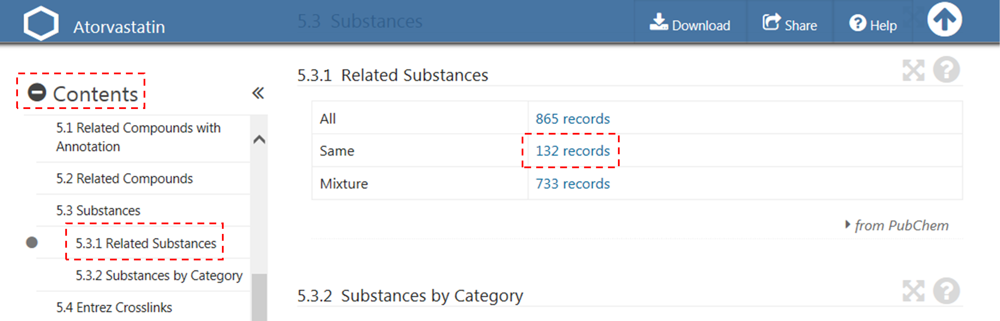 Atorvastatin
5.3 Substances
Download
Share
Help
Contents
5.1 Related Compounds with
Annotation
5.2 Related Compounds
5.3 Substances
5.3.1 Related Substances
5.3.2 Substances by Category
5.4 Entrez Crosslinks
5.3.1 Related Substances
All 865 records
Same 132 records
Mixture 733 records
from PubChem
5.3.2 Substances by Category